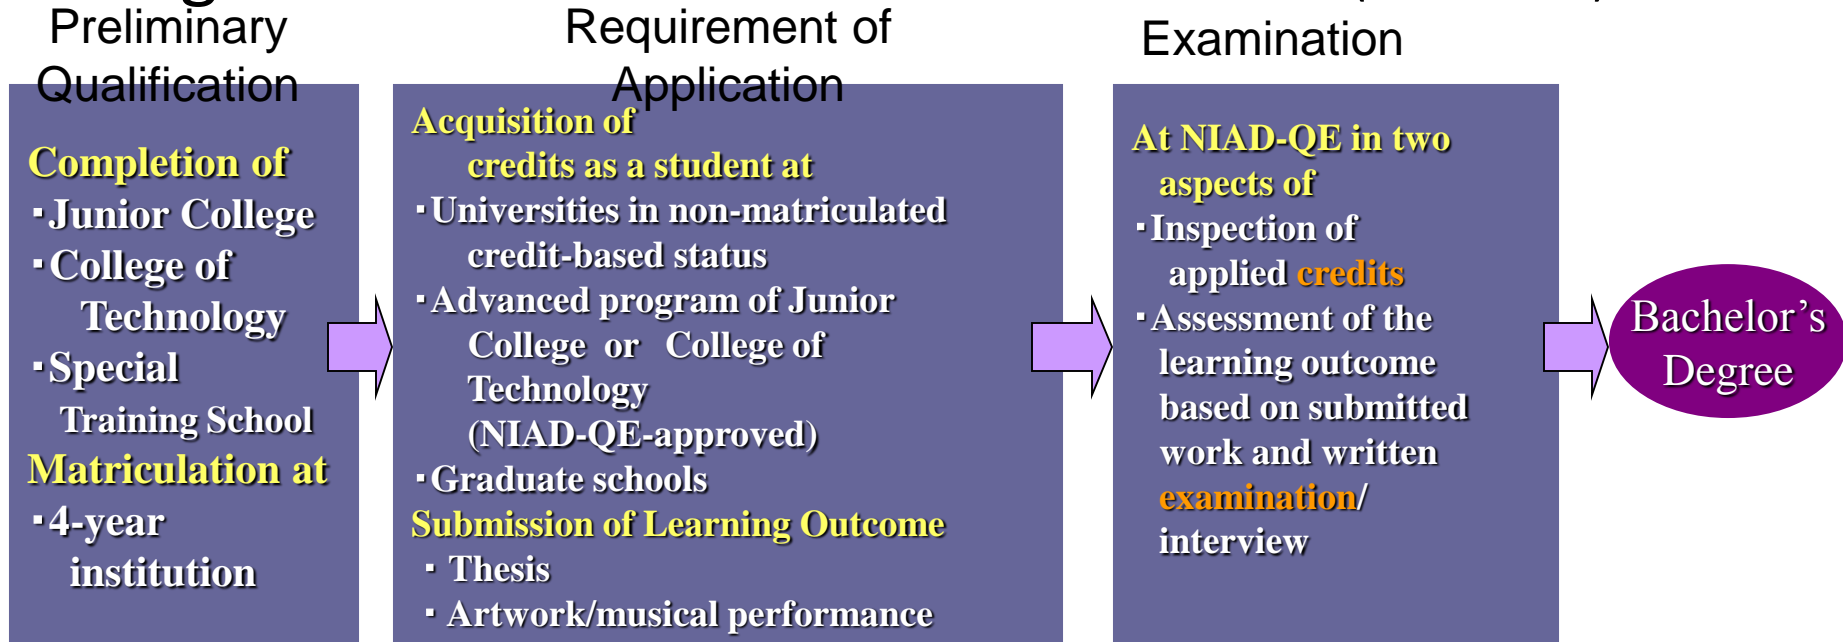 Preliminary
Qualification
Completion of
▪Junior College
▪College of
Technology
▪Special
Training School
Matriculation at
▪4-year
institution
Requirement of
Application
Acquisition of
credits as a student at
▪Universities in non-matriculated
credit-based status
▪Advanced program of Junior
College or College of
Technology
(NIAD-QE-approved)
▪Graduate schools
Submission of Learning Outcome
▪ Thesis
▪ Artwork/musical performance
Examination
At NIAD-QE in two
aspects of
▪Inspection of
applied credits
▪Assessment of the
learning outcome
based on submitted
work and written
examination/
interview
Bachelor’s
Degree